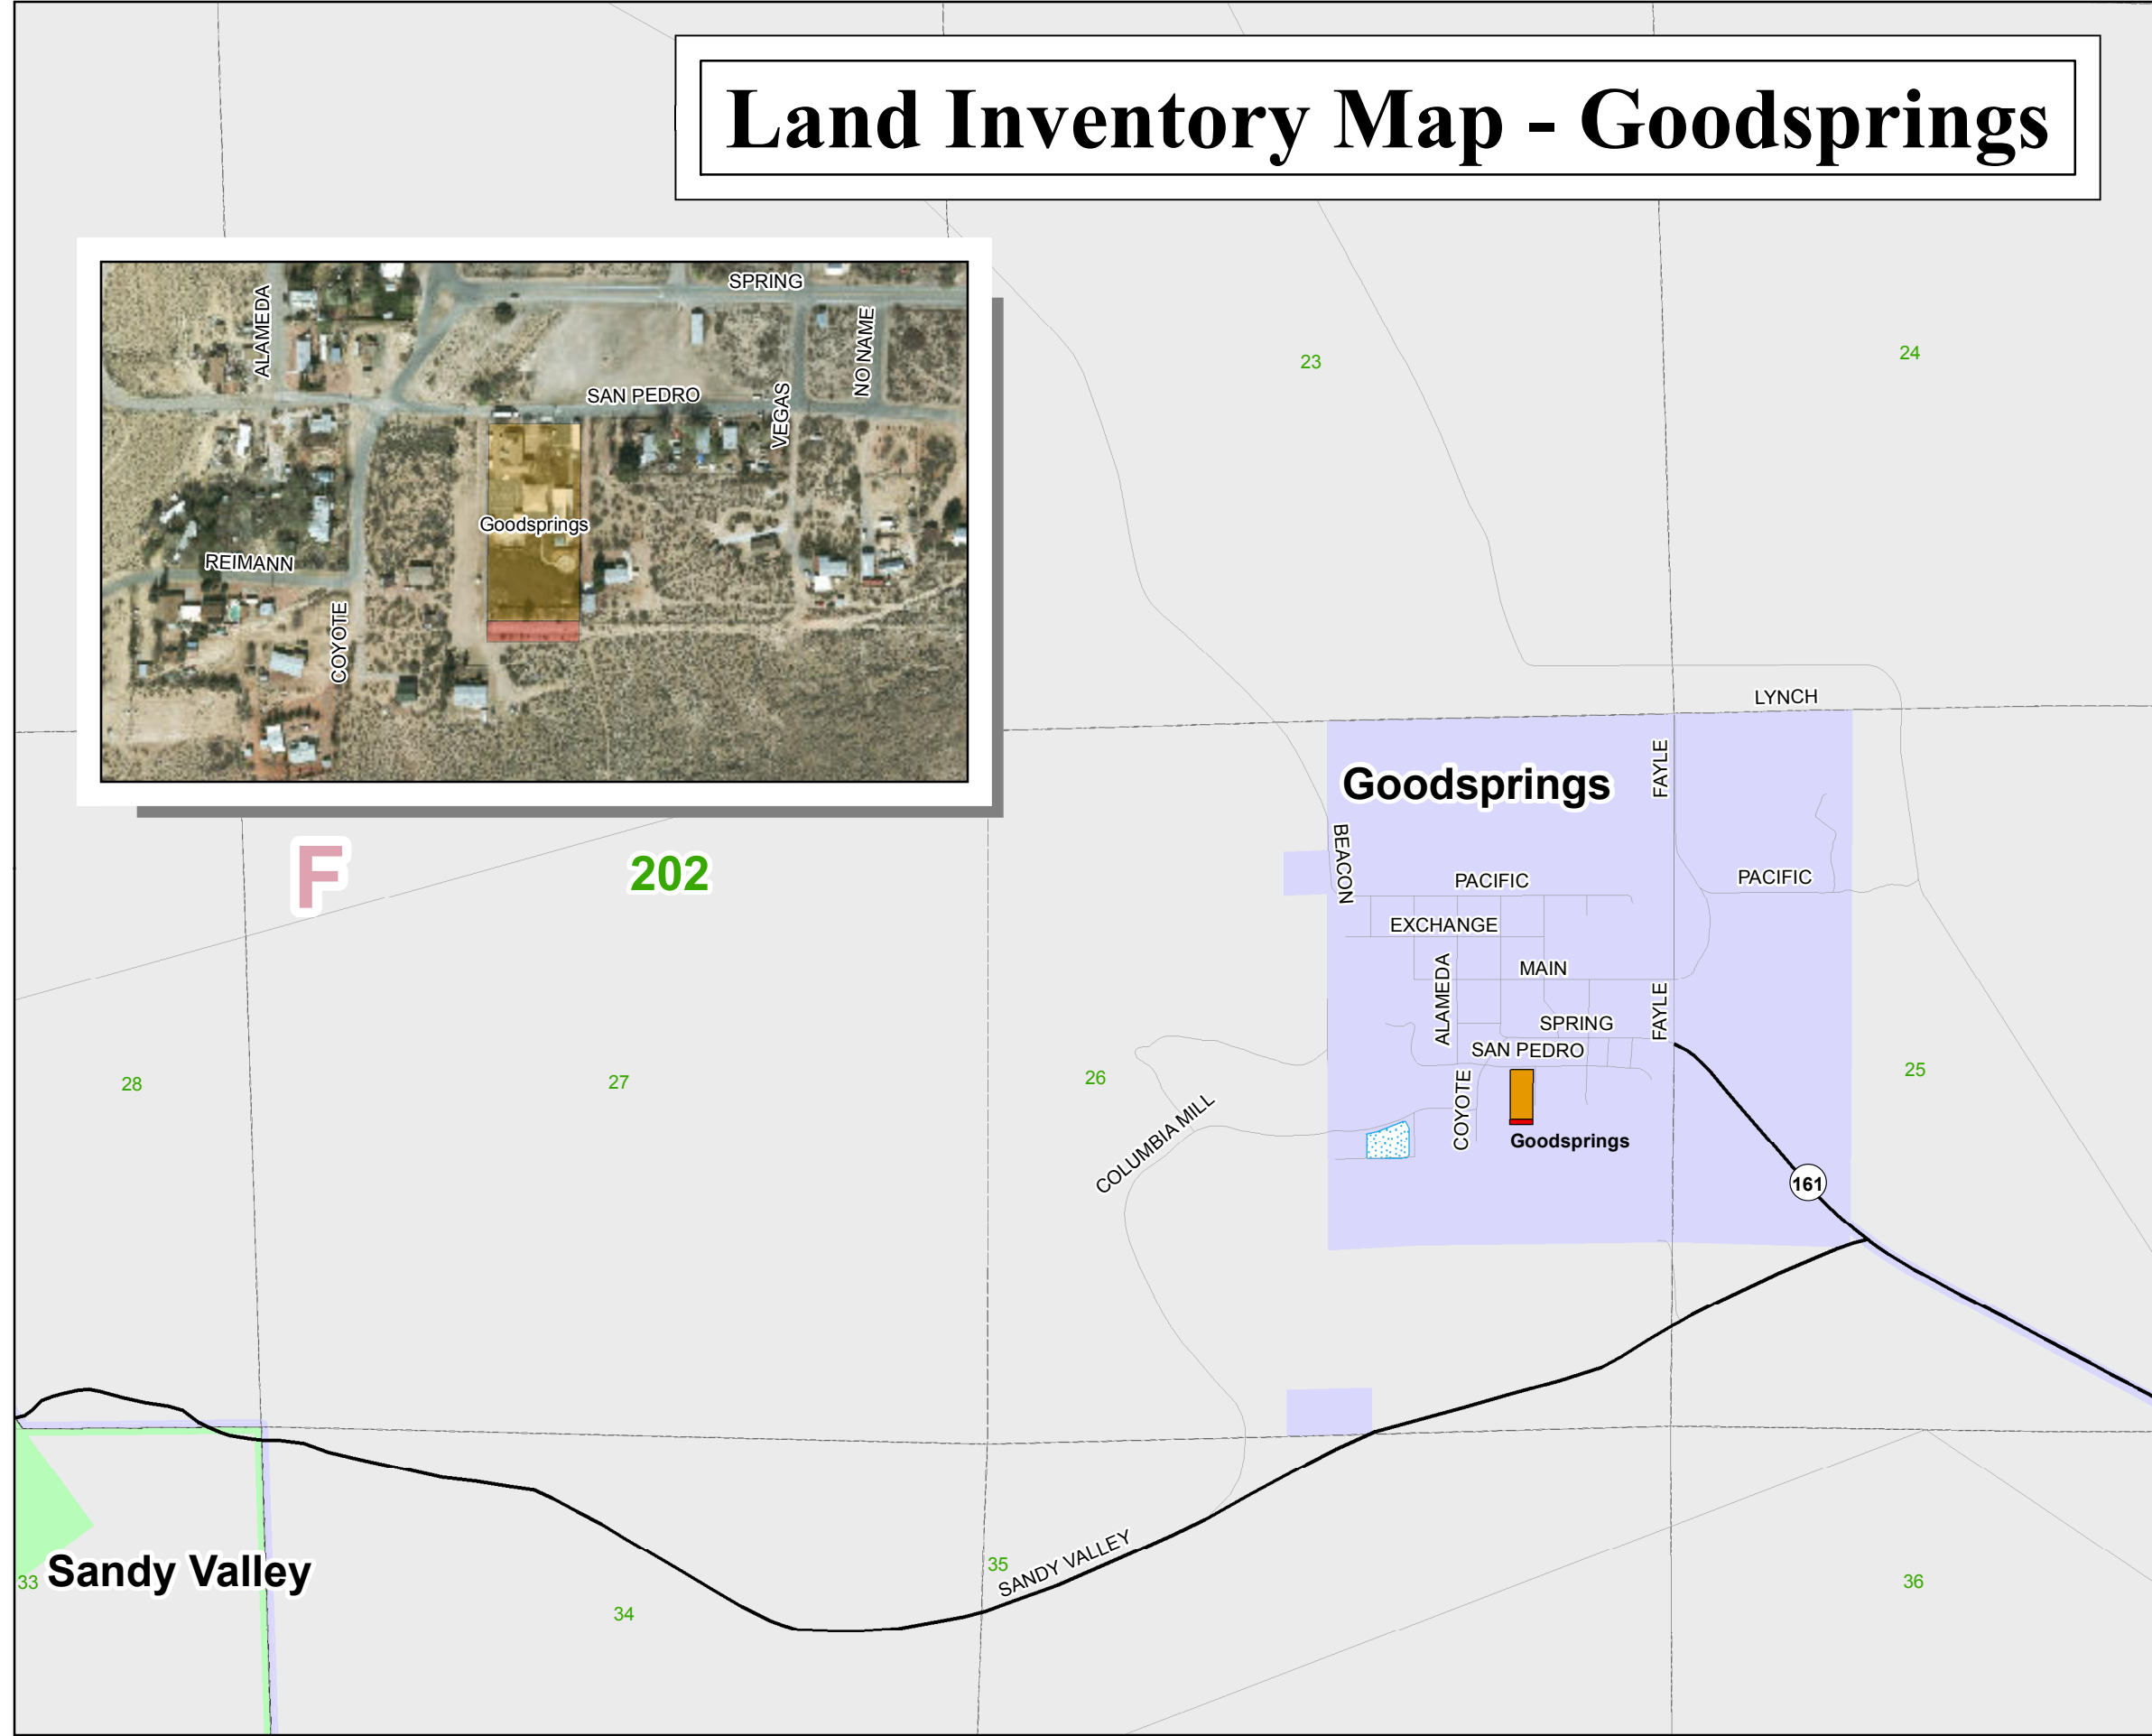 Land Inventory Map - Goodsprings
SPRING
ALAMEDA
NO NAME
SAN PEDRO
VEGAS
Goodsprings
REIMANN
COYOTE
23
24
LYNCH
Goodsprings
FAYLE
BEACON
F
202
PACIFIC
PACIFIC
EXCHANGE
MAIN
ALAMEDA
FAYLE
SPRING
SAN PEDRO
28
27
26
25
COYOTE
COLUMBIA MILL
Goodsprings
161
SANDY VALLEY
35
Sandy Valley
33
34
36